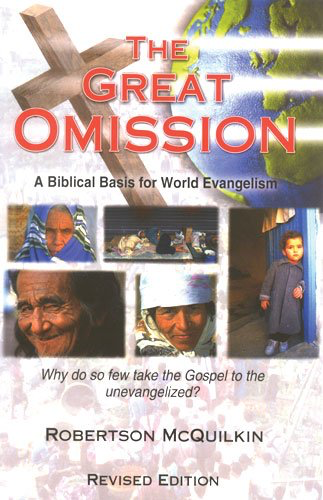 THE
GREAT
OMISSION
A Biblical Basis for World Evangelism
Why do so few take the Gospel to the
unevangelized?
ROBERTSON MCQUILKIN
REVISED EDITION